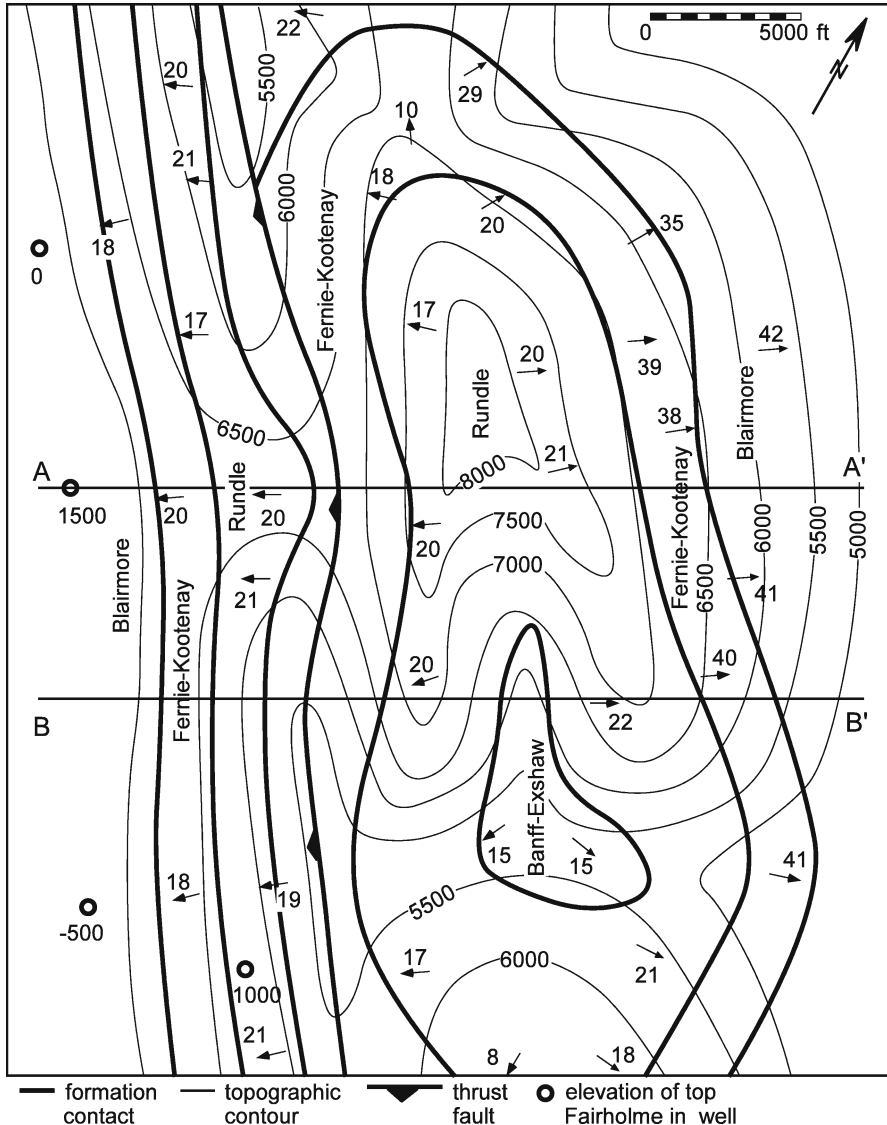 0 5000 ft
N
22
20
5500
29
10
21
6000
18
20
Fernie-Kootenay
35
18
0
17
17
20
42
39
Rundle
Blairmore
38
6500
21
Fernie-Kootenay
A
A'
8000
Rundle
1500
20
20
7500
6000
5500
5000
20
7000
6500
41
21
Blairmore
Fernie-Kootenay
20
40
22
B
B'
Banff-Exshaw
15
15
41
18
19
5500
-500
17
6000
21
1000
21
8
18
formation contact
topographic contour
thrust fault
elevation of top Fairholme in well